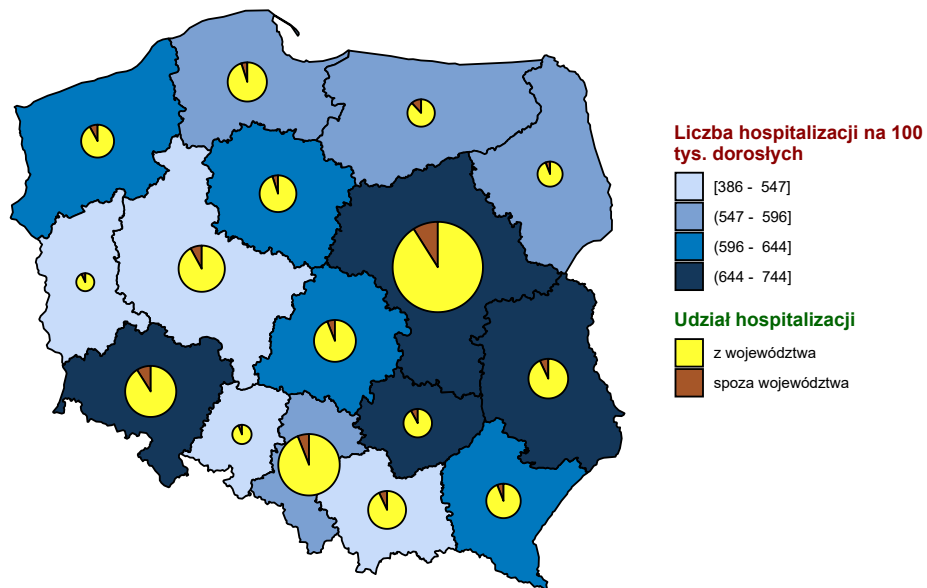 Liczba hospitalizacji na 100
tys. dorosłych
[386 - 547]
(547 - 596]
(596 - 644]
(644 - 744]
Udział hospitalizacji
z województwa
spoza województwa